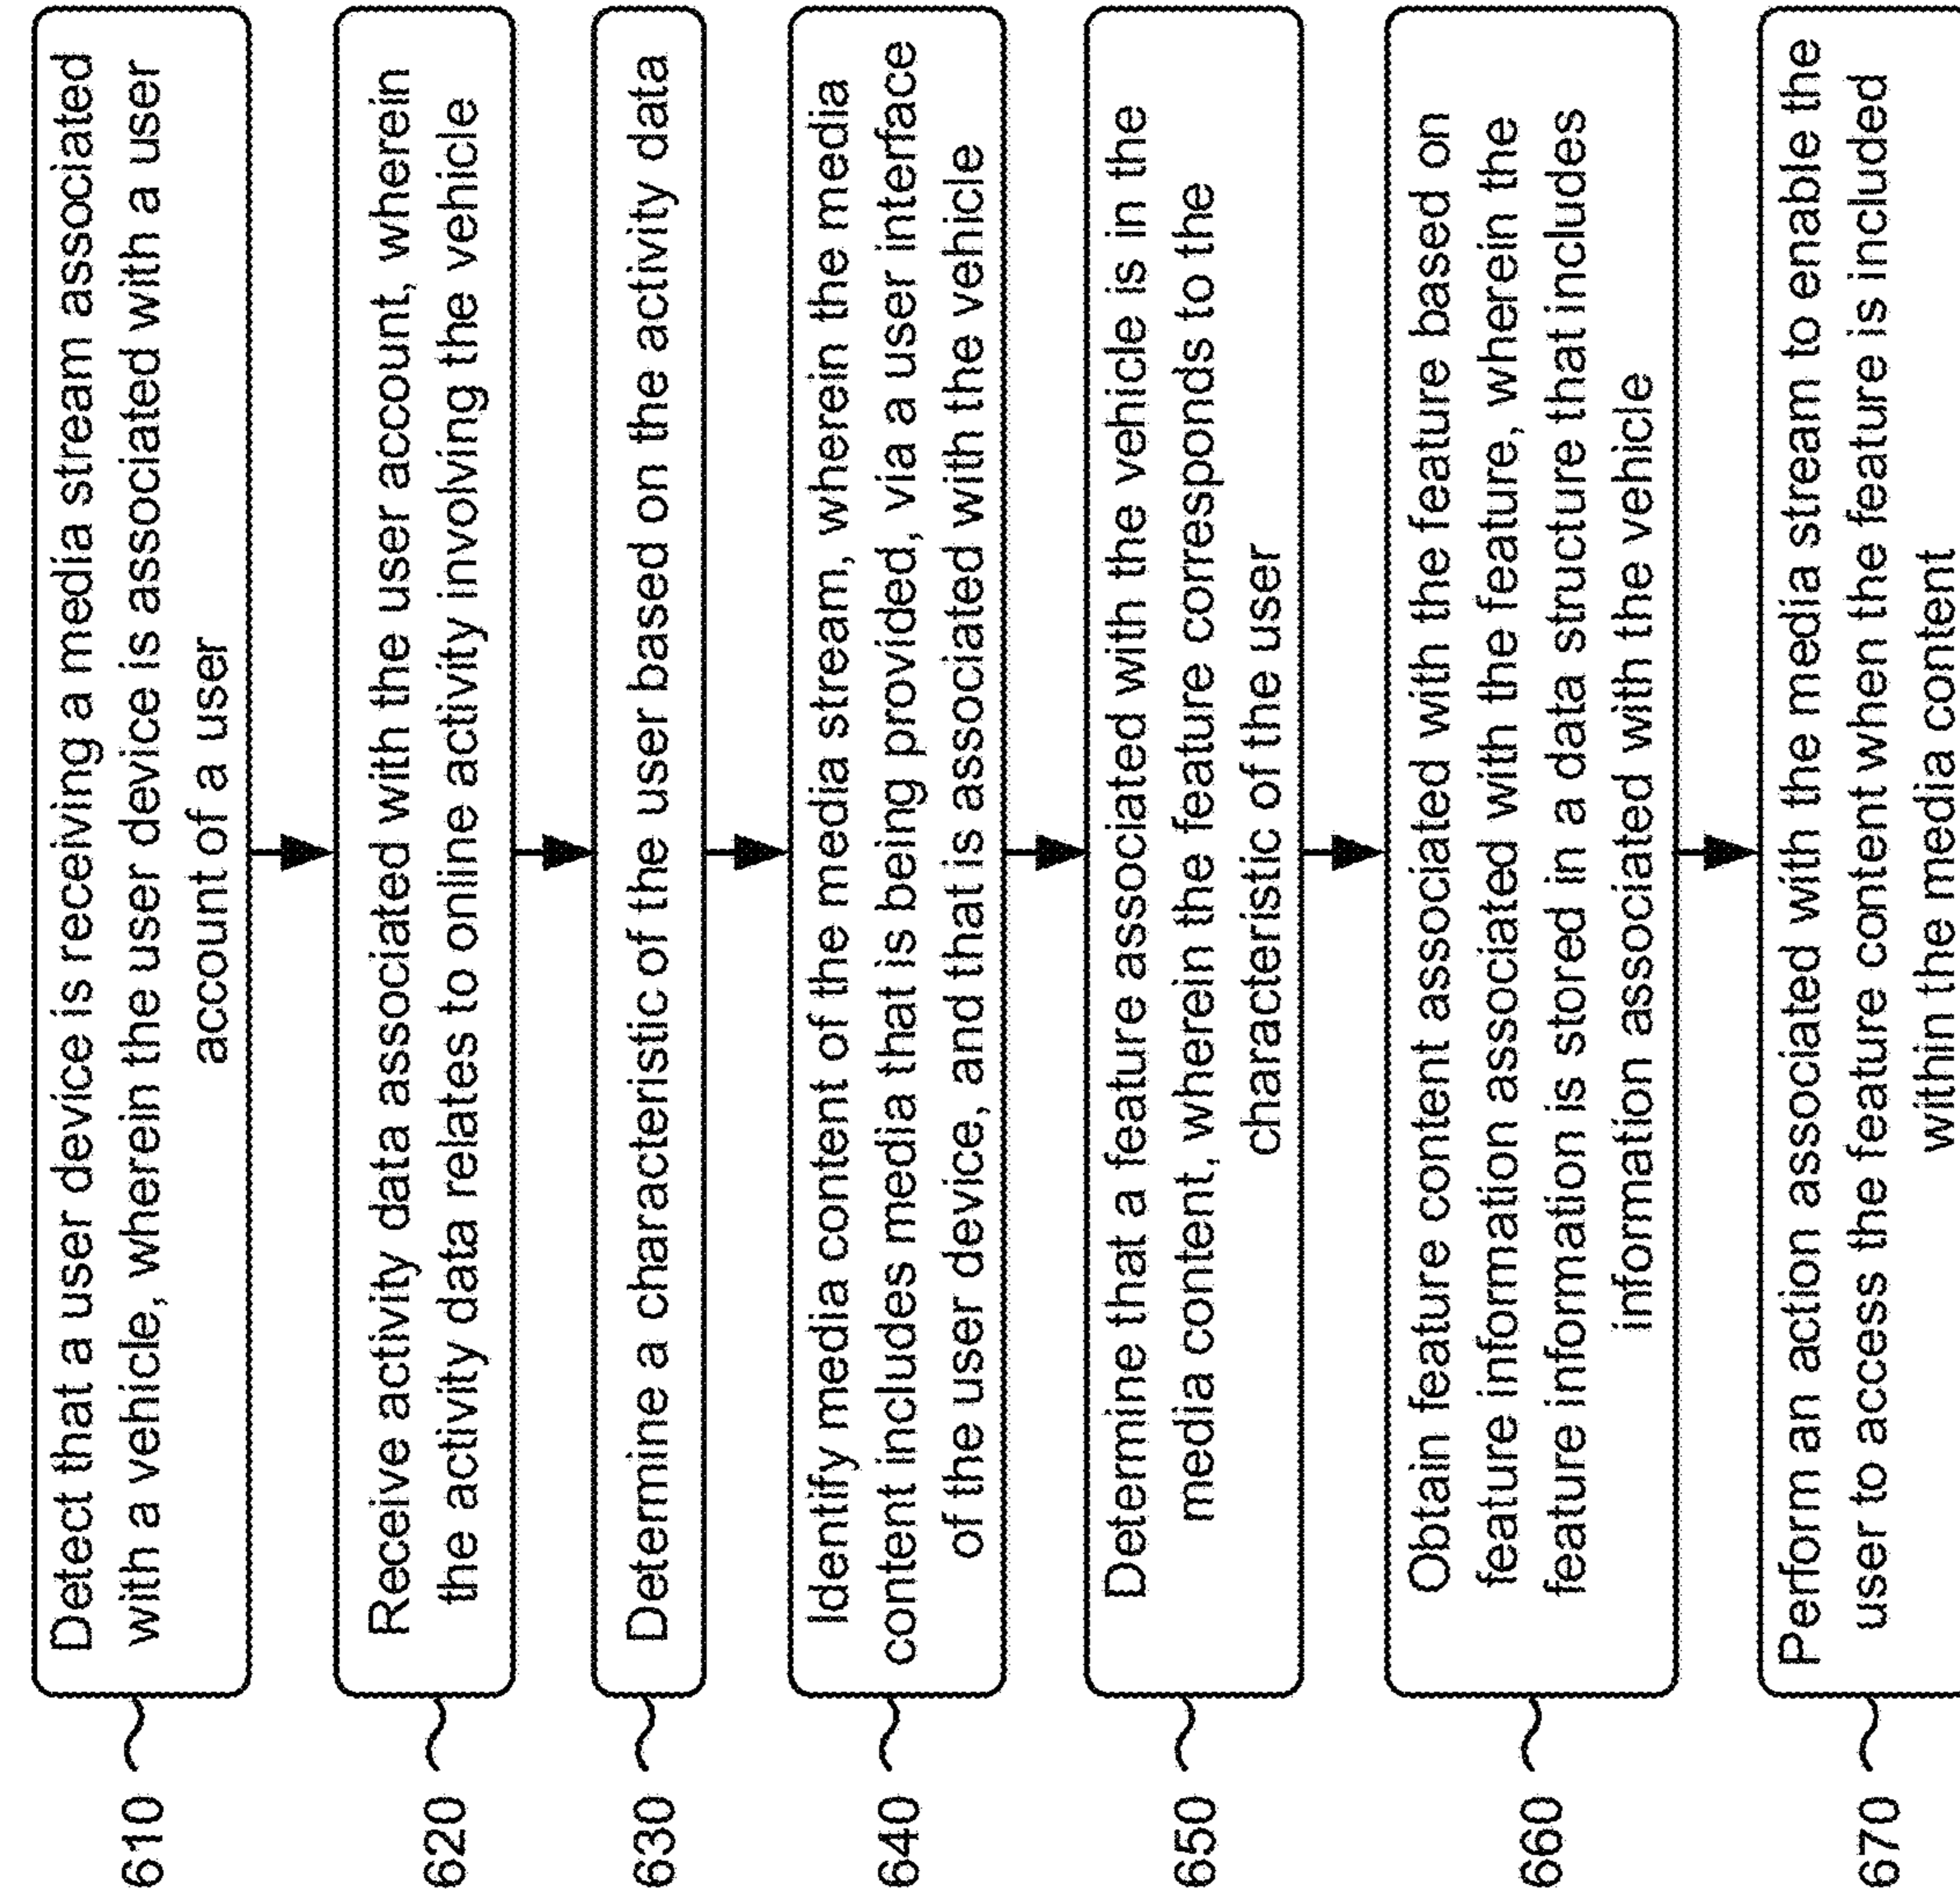 610
Detect that a user device is receiving a media stream associated
with a vehicle, wherein the user device is associated with a user
account of a user
620
Receive activity data associated with the user account, wherein
the activity data relates to online activity involving the vehicle
630
Determine a characteristic of the user based on the activity data
640
Identify media content of the media stream, wherein the media
content includes media that is being provided, via a user interface
of the user device, and that is associated with the vehicle
650
Determine that a feature associated with the vehicle is in the
media content, wherein the feature corresponds to the
characteristic of the user
660
Obtain feature content associated with the feature based on
feature information associated with the feature, wherein the
feature information is stored in a data structure that includes
information associated with the vehicle
670
Perform an action associated with the media stream to enable the
user to access the feature content when the feature is included
within the media content